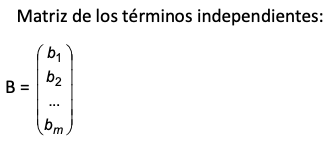 Matriz de los términos independientes:
b₁
b₂
B = ...
bₘ